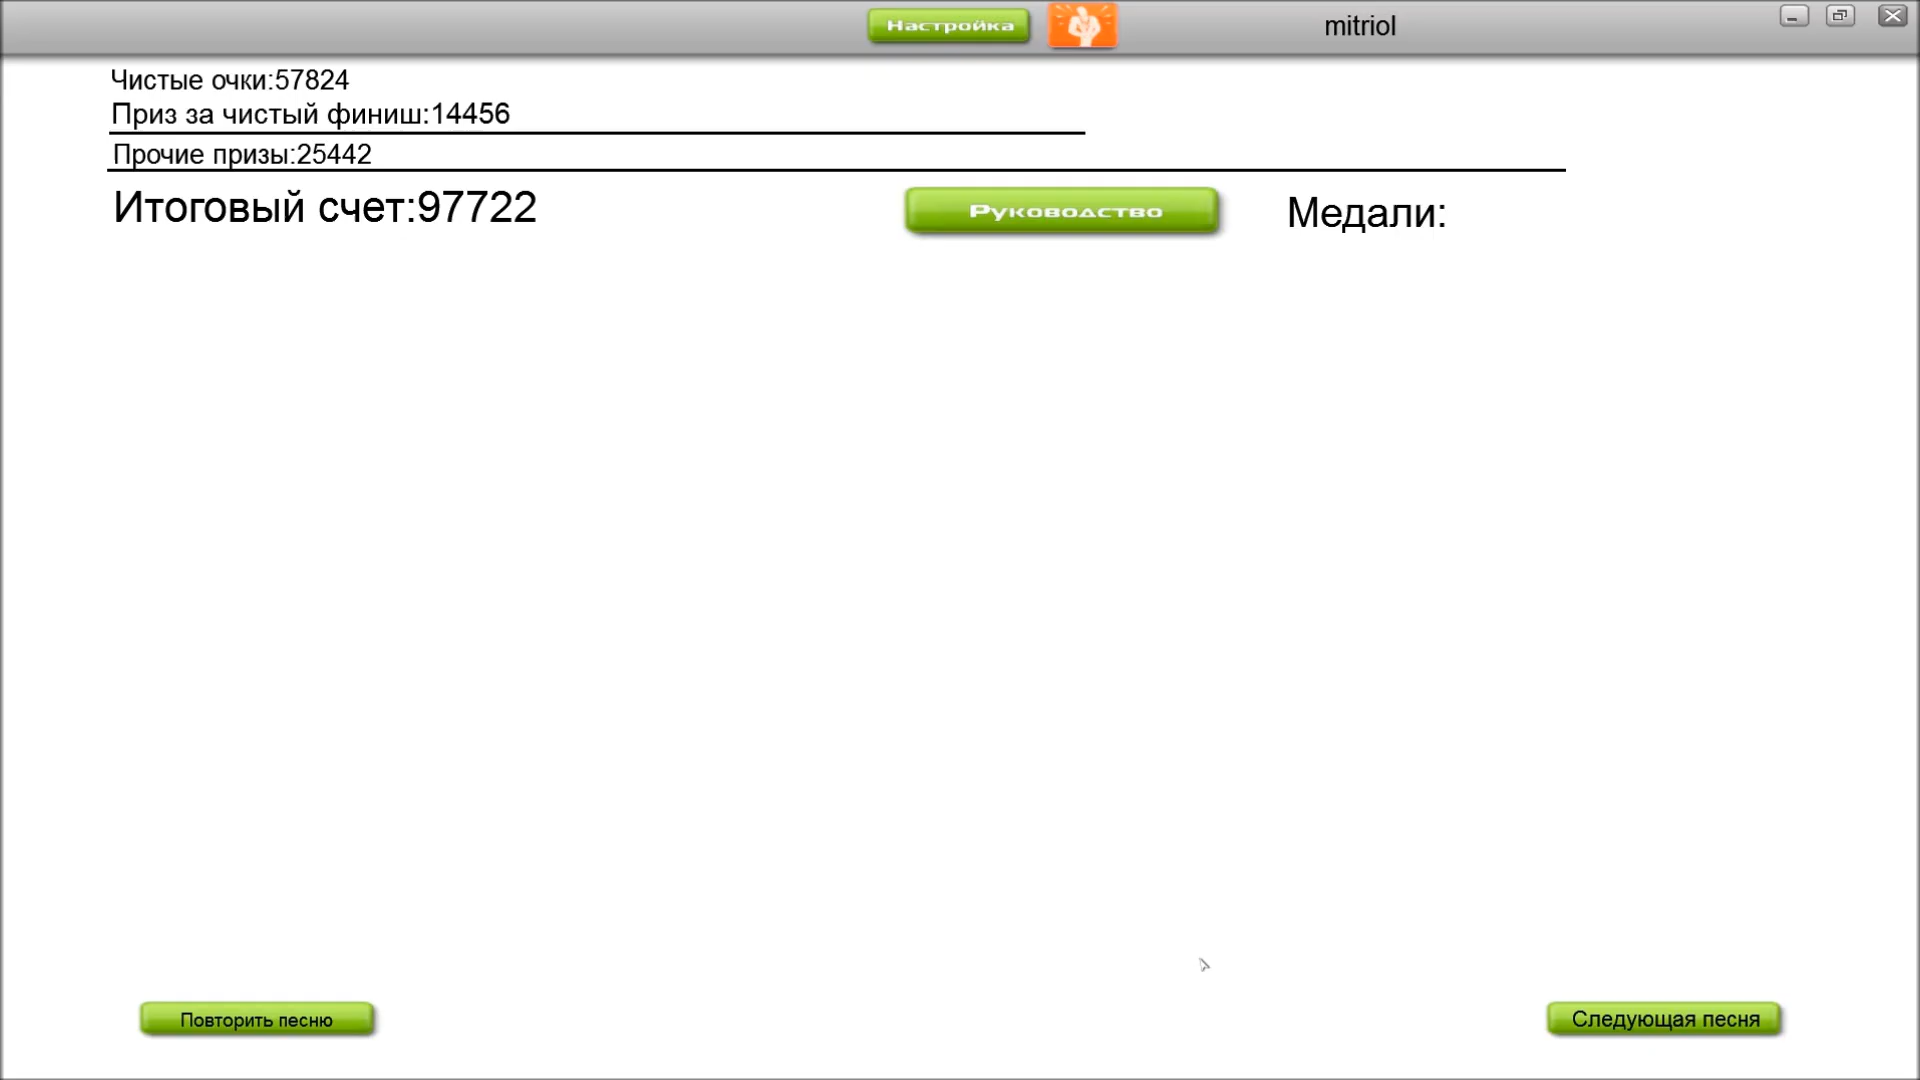 Настройка
mitriol
Чистые очки:57824
Приз за чистый финиш:14456
Прочие призы:25442
Итоговый счет:97722
Руководство
Медали:
Повторить песню
Следующая песня